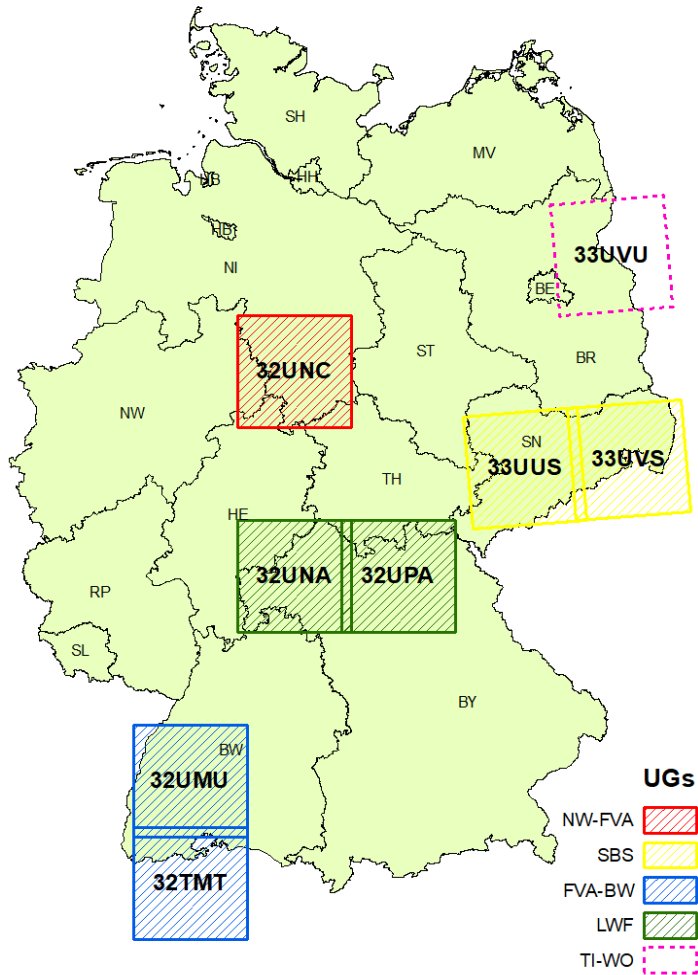 SH
MV
HH
HB
HB
NI
33UVU
BE
ST
BR
32UNC
NW
SN
33UUS
33UVS
TH
HE
32UNA
32UPA
RP
SL
BY
BW
32UMU
32TMT
UGs
NW-FVA
SBS
FVA-BW
LWF
TI-WO